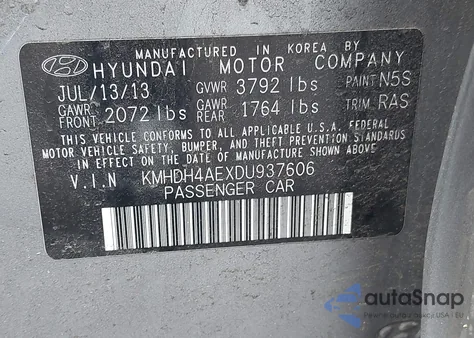 MANUFACTURED IN KOREA BY
HYUNDAI MOTOR COMPANY
JUL/13/13 GVWR 3792 lbs PAINT N5S
GAWR FRONT 2072 lbs GAWR REAR 1764 lbs TRIM RAS
THIS VEHICLE CONFORMS TO ALL APPLICABLE U.S.A. FEDERAL
MOTOR VEHICLE SAFETY, BUMPER, AND THEFT PREVENTION STANDARDS
IN EFFECT ON THE DATE OF MANUFACTURE SHOWN ABOVE
V.I.N KMHDH4AEXDU937606
PASSENGER CAR
autoSnap